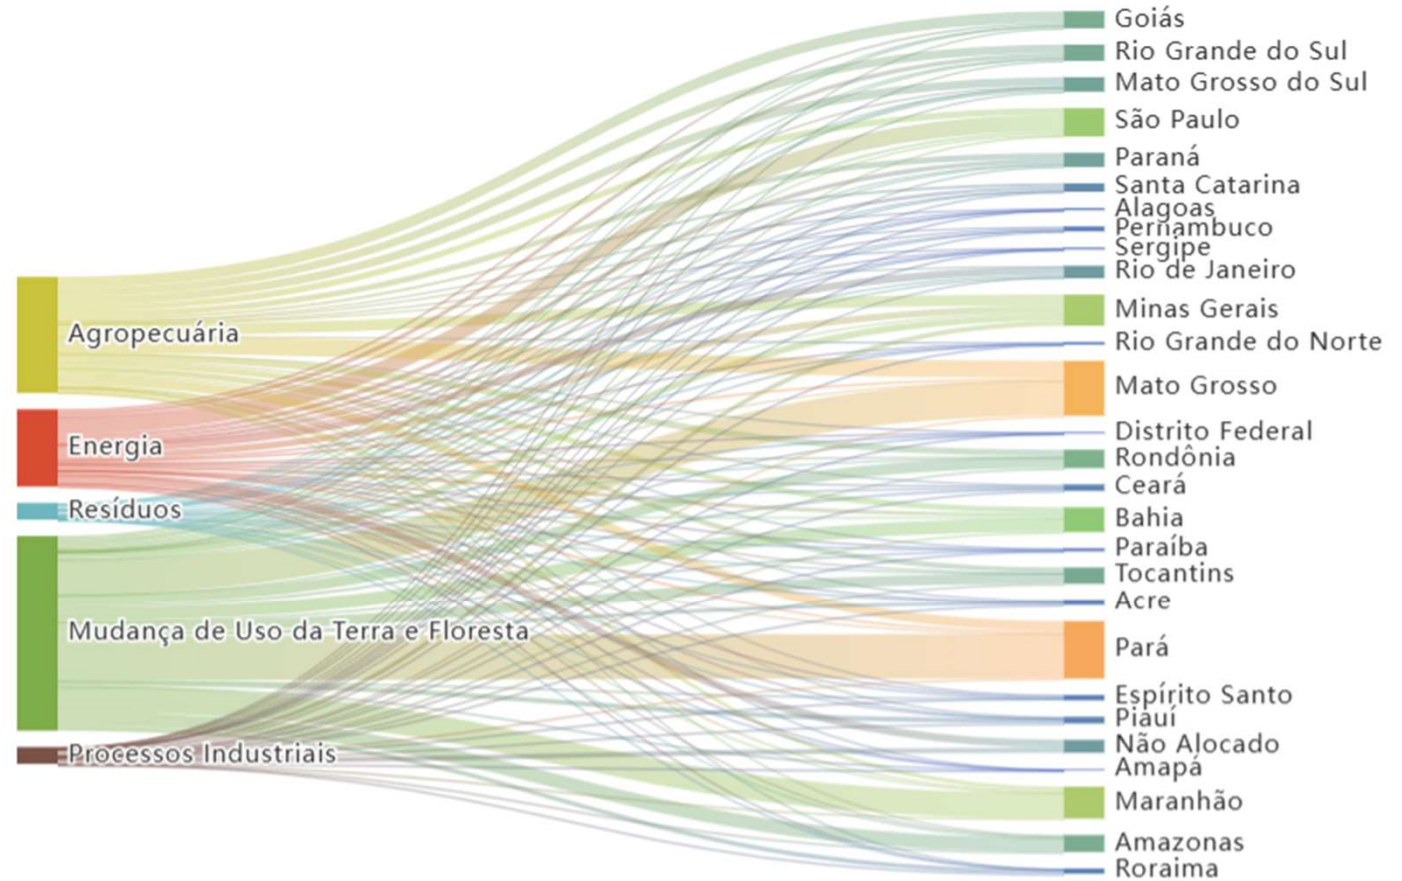 Agropecuária
Energia
Resíduos
Mudança de Uso da Terra e Floresta
Processos Industriais
Goiás
Rio Grande do Sul
Mato Grosso do Sul
São Paulo
Paraná
Santa Catarina
Alagoas
Pernambuco
Sergipe
Rio de Janeiro
Minas Gerais
Rio Grande do Norte
Mato Grosso
Distrito Federal
Rondônia
Ceará
Bahia
Paraíba
Tocantins
Acre
Pará
Espírito Santo
Piauí
Não Alocado
Amapá
Maranhão
Amazonas
Roraima